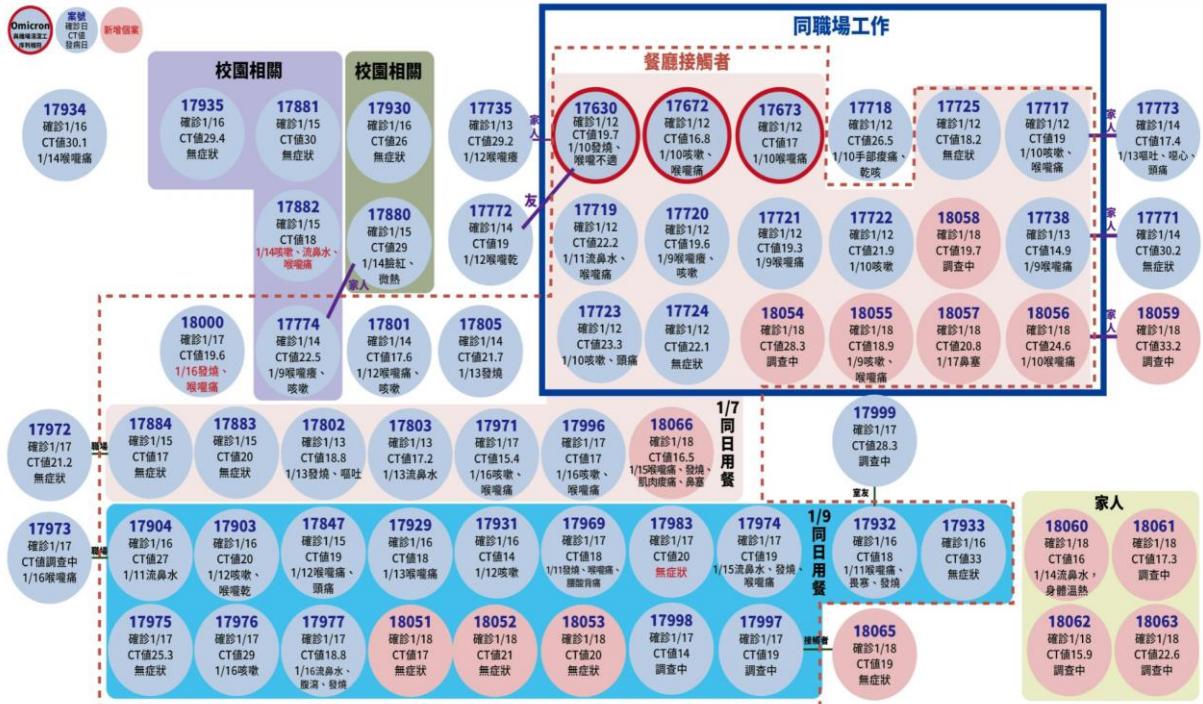 Omicron
與機場清潔工
序列相符
案號
確診日
CT值
發病日
新增個案
同職場工作
餐廳接觸者
校園相關
校園相關
17934
確診1/16
CT值30.1
1/14喉嚨痛
17935
確診1/16
CT值29.4
無症狀
17881
確診1/15
CT值30
無症狀
17930
確診1/16
CT值26
無症狀
17735
確診1/13
CT值29.2
1/12喉嚨癢
家人
17630
確診1/12
CT值19.7
1/10發燒、
喉嚨不適
17672
確診1/12
CT值16.8
1/10咳嗽、
喉嚨痛
17673
確診1/12
CT值17
1/10喉嚨痛
17718
確診1/12
CT值26.5
1/10手部痠痛、
乾咳
17725
確診1/12
CT值18.2
無症狀
17717
確診1/12
CT值19
1/10咳嗽、
喉嚨痛
家人
17773
確診1/14
CT值17.4
1/13嘔吐、噁心、
頭痛
17882
確診1/15
CT值18
1/14咳嗽、流鼻水、
喉嚨痛
17880
確診1/15
CT值29
1/14臉紅、
微熱
家人
17772
確診1/14
CT值19
1/12喉嚨乾
友
17719
確診1/12
CT值22.2
1/11流鼻水、
喉嚨痛
17720
確診1/12
CT值19.6
1/9喉嚨癢、
咳嗽
17721
確診1/12
CT值19.3
1/9喉嚨痛
17722
確診1/12
CT值21.9
1/10咳嗽
18058
確診1/18
CT值19.7
調查中
17738
確診1/13
CT值14.9
1/9喉嚨痛
家人
17771
確診1/14
CT值30.2
無症狀
18000
確診1/17
CT值19.6
1/16發燒、
喉嚨痛
17774
確診1/14
CT值22.5
1/9喉嚨癢、
咳嗽
17801
確診1/14
CT值17.6
1/12喉嚨痛、
咳嗽
17805
確診1/14
CT值21.7
1/13發燒
17723
確診1/12
CT值23.3
1/10咳嗽、頭痛
17724
確診1/12
CT值22.1
無症狀
18054
確診1/18
CT值28.3
調查中
18055
確診1/18
CT值18.9
1/9咳嗽、
喉嚨痛
18057
確診1/18
CT值20.8
1/17鼻塞
18056
確診1/18
CT值24.6
1/10喉嚨痛
家人
18059
確診1/18
CT值33.2
調查中
17972
確診1/17
CT值21.2
無症狀
職場
17884
確診1/15
CT值17
無症狀
17883
確診1/15
CT值20
無症狀
17802
確診1/13
CT值18.8
1/13發燒、嘔吐
17803
確診1/13
CT值17.2
1/13流鼻水
17971
確診1/17
CT值15.4
1/16咳嗽、
喉嚨痛
17996
確診1/17
CT值17
1/16咳嗽、
喉嚨痛
18066
確診1/18
CT值16.5
1/15喉嚨痛、發燒、
肌肉痠痛、鼻塞
1/7同日用餐
17999
確診1/17
CT值28.3
調查中
室友
17973
確診1/17
CT值調查中
1/16喉嚨痛
職場
17904
確診1/16
CT值27
1/11流鼻水
17903
確診1/16
CT值20
1/12咳嗽、
喉嚨乾
17847
確診1/15
CT值19
1/12喉嚨痛、
頭痛
17929
確診1/16
CT值18
1/13喉嚨痛
17931
確診1/16
CT值14
1/12咳嗽
17969
確診1/17
CT值18
1/11發燒、喉嚨痛、
腰酸背痛
17983
確診1/17
CT值20
無症狀
17974
確診1/17
CT值19
1/15流鼻水、發燒、
喉嚨痛
1/9同日用餐
17932
確診1/16
CT值18
1/11喉嚨痛、
畏寒、發燒
17933
確診1/16
CT值33
無症狀
17975
確診1/17
CT值25.3
無症狀
17976
確診1/17
CT值29
1/16咳嗽
17977
確診1/17
CT值18.8
1/16流鼻水、
腹瀉、發燒
18051
確診1/18
CT值17
無症狀
18052
確診1/18
CT值21
無症狀
18053
確診1/18
CT值20
無症狀
17998
確診1/17
CT值14
調查中
17997
確診1/17
CT值19
調查中
接觸者
18065
確診1/18
CT值19
無症狀
家人
18060
確診1/18
CT值16
1/14流鼻水，
身體溫熱
18061
確診1/18
CT值17.3
調查中
18062
確診1/18
CT值15.9
調查中
18063
確診1/18
CT值22.6
調查中